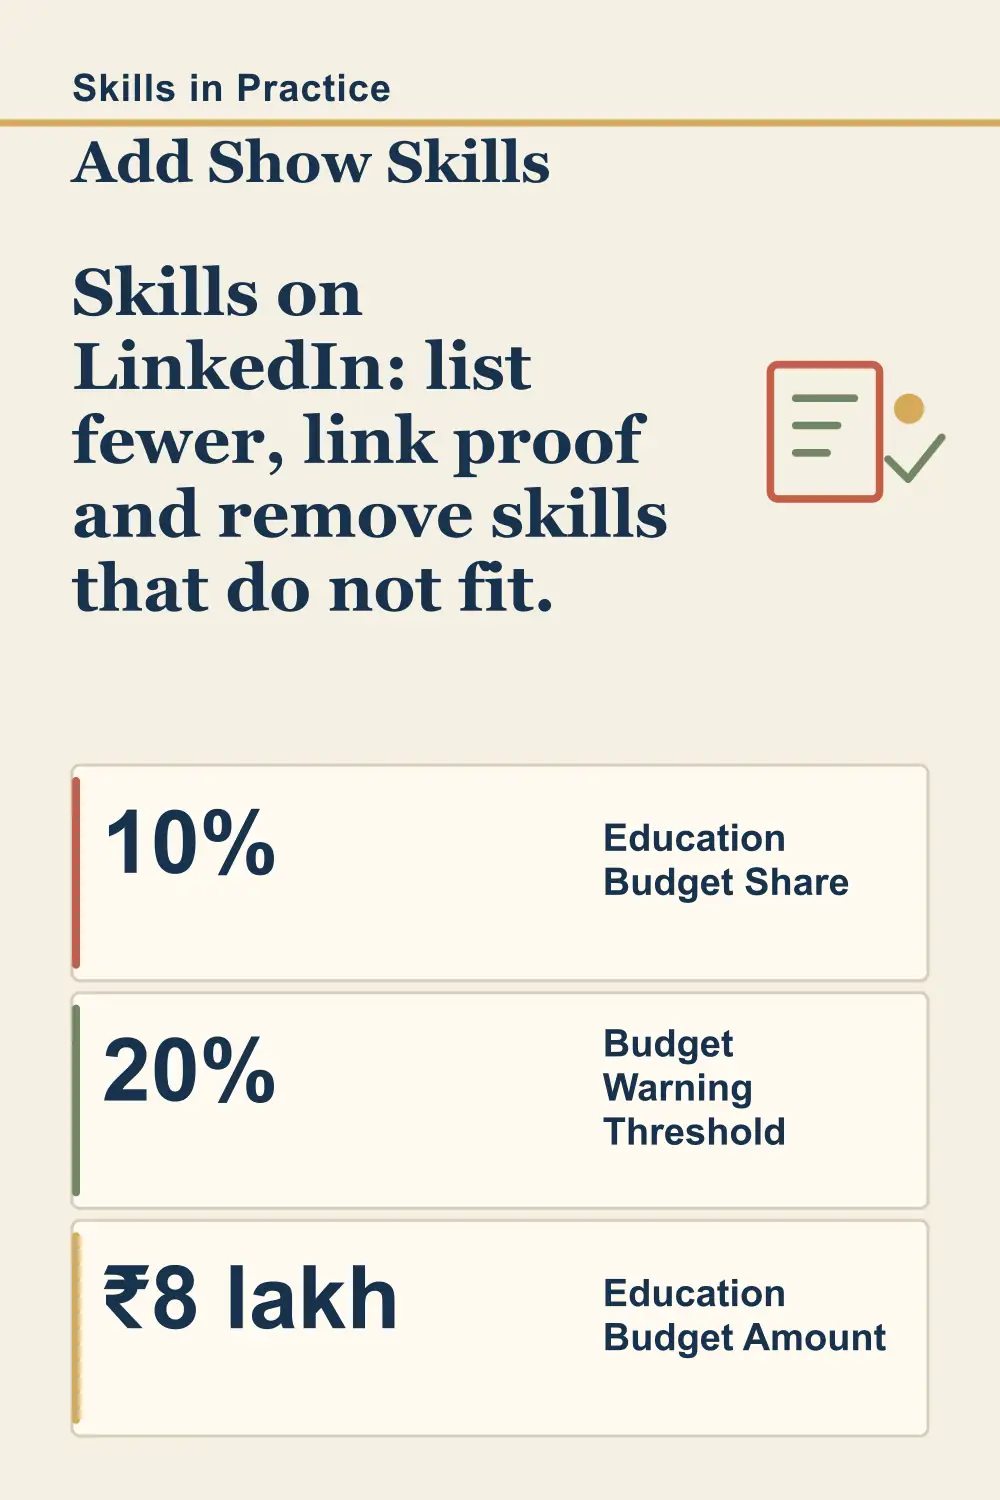 Skills in Practice
Add Show Skills
Skills on
LinkedIn: list
fewer, link proof
and remove skills
that do not fit.
10%
Education
Budget Share
20%
Budget
Warning
Threshold
₹8 lakh
Education
Budget Amount